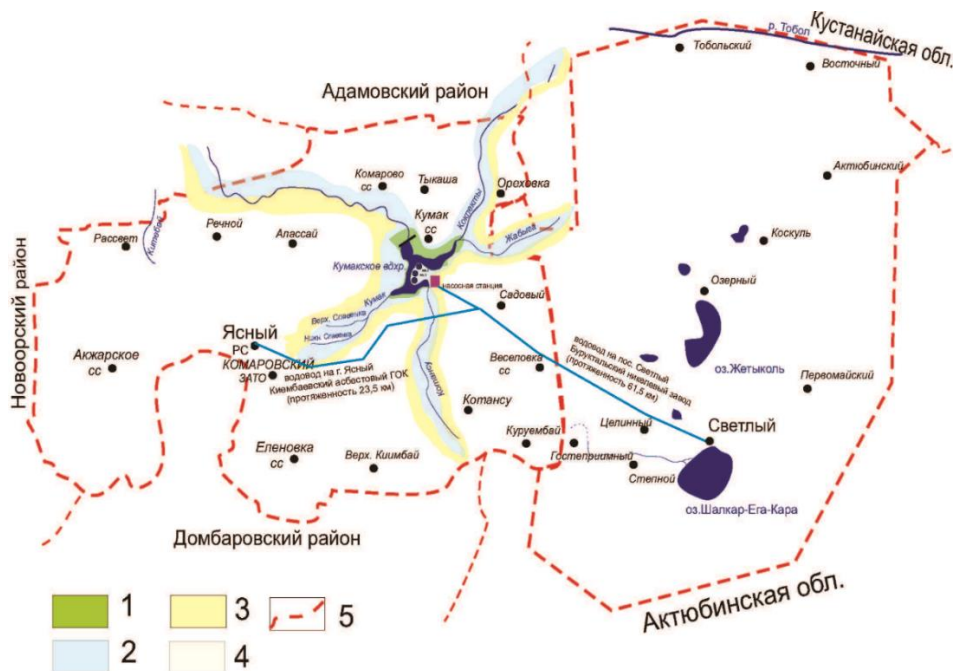 Кустанайская обл.
р. Тобол
Тобольский
Восточный
Адамовский район
Комарово
сс
Тыкаша
Ореховка
Актюбинский
Кумак
сс
Жабыга
Рассвет
Речной
Алассай
Коскуль
Кумакское вдхр.
насосная станция
Озерный
Садовый
Кумак
Верх. Спавенка
Новоорский район
Ясный
РС
КОМАРОВСКИЙ
ЗАТО
водовод на г. Ясный
Киембаевский асбестовый ГОК
(протяженность 23,5 км)
Веселовка
сс
водовод на пос. Светлый
Буруктальский никелевый завод
(протяженность 61,5 км)
оз.Жетыколь
Акжарское
сс
Первомайский
Котансу
Целинный
Светлый
Куруембай
Еленовка
сс
Верх. Киимбай
Гостеприимный
Степной
оз.Шалкар-Ега-Кара
Домбаровский район
Актюбинская обл.
1
3
5
2
4